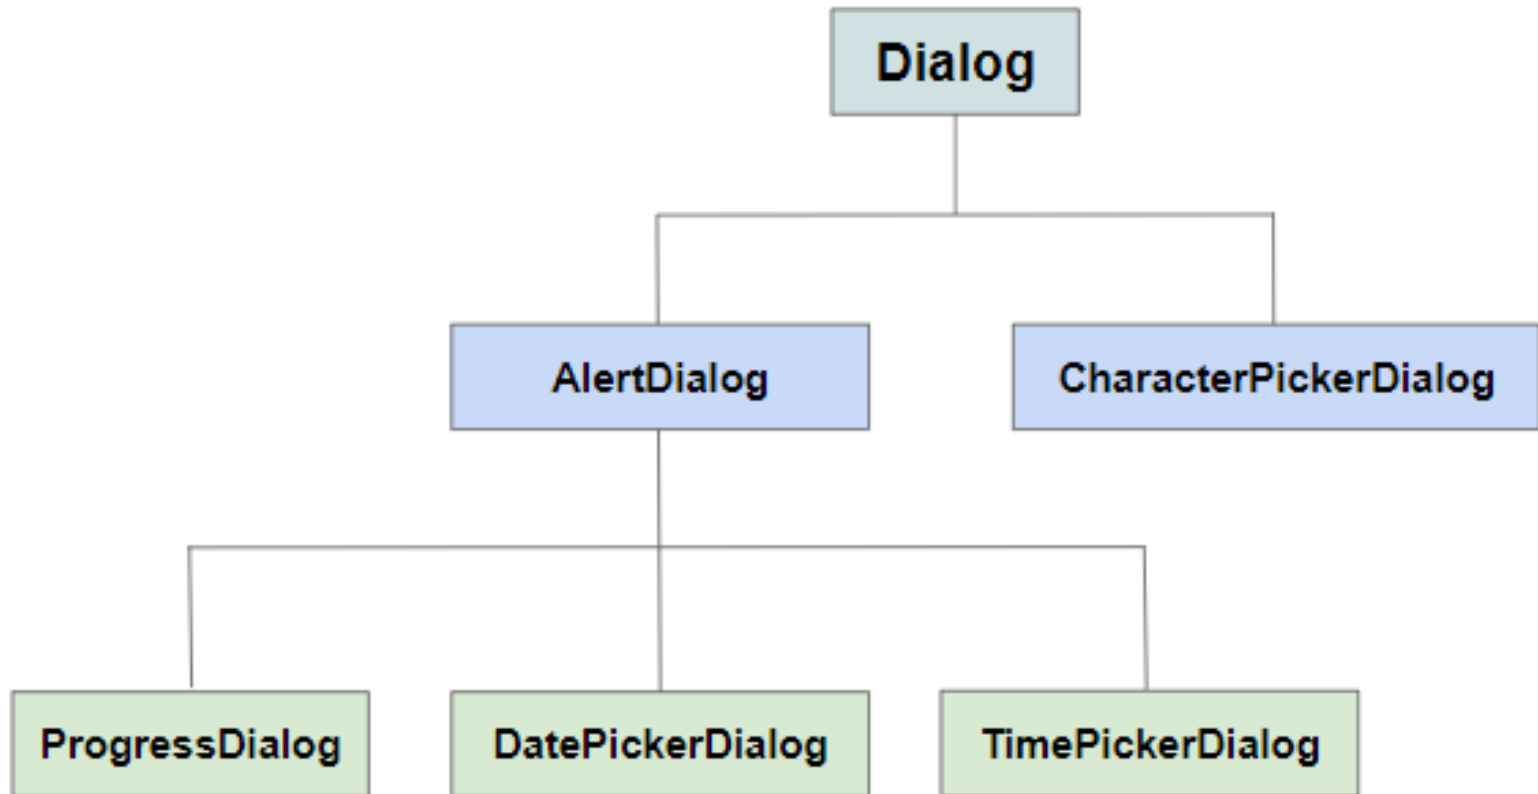 Dialog
AlertDialog
CharacterPickerDialog
ProgressDialog
DatePickerDialog
TimePickerDialog